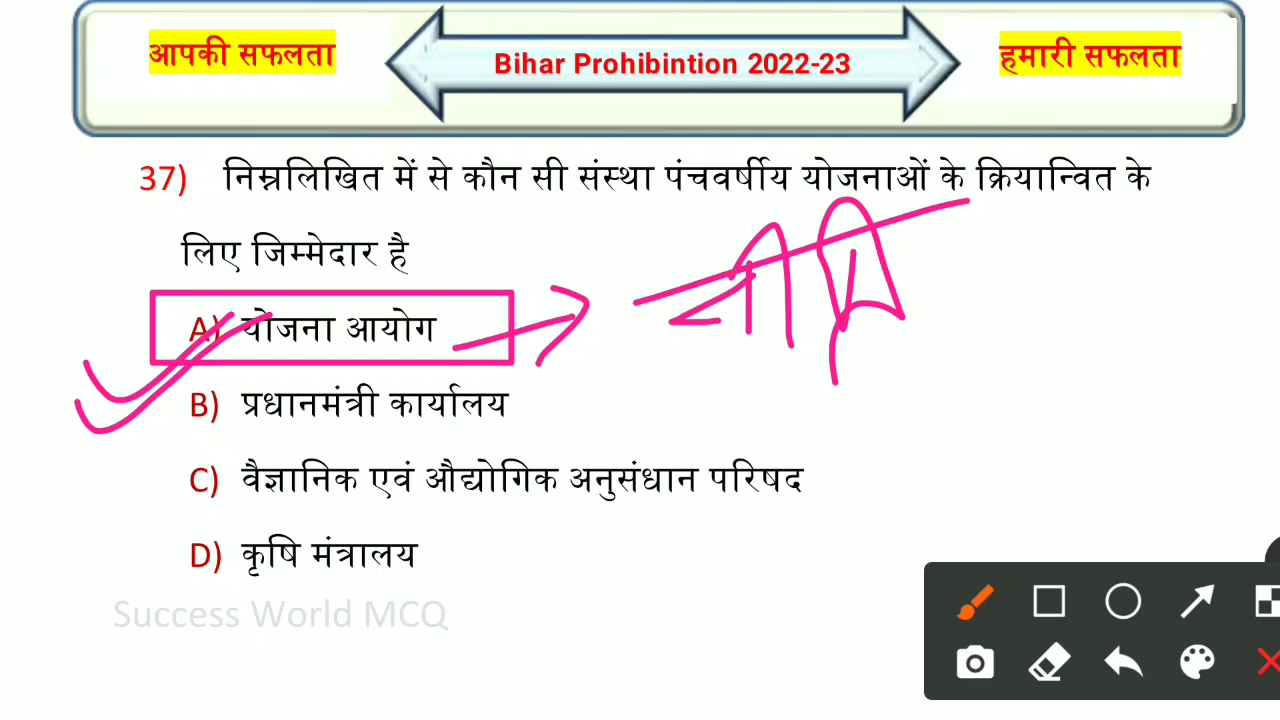 आपकी सफलता
Bihar Prohibintion 2022-23
हमारी सफलता
37) निम्नलिखित में से कौन सी संस्था पंचवर्षीय योजनाओं के क्रियान्वित के
लिए जिम्मेदार है
नीति
A) योजना आयोग
B) प्रधानमंत्री कार्यालय
C) वैज्ञानिक एवं औद्योगिक अनुसंधान परिषद
D) कृषि मंत्रालय
Success World MCQ